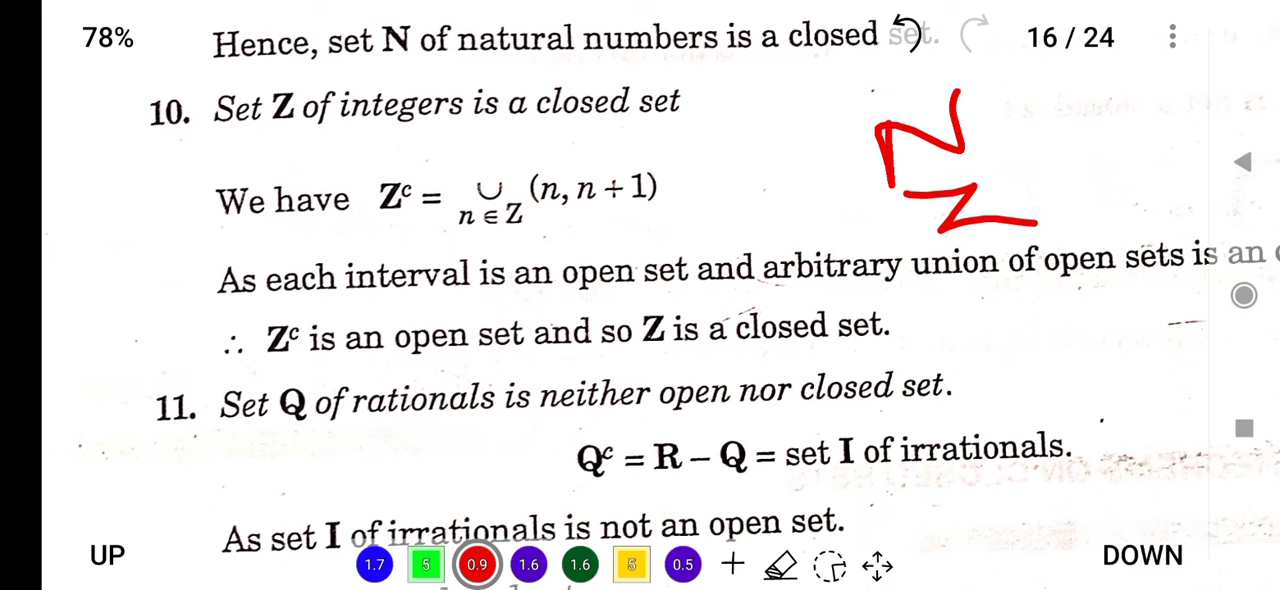 78%
Hence, set N of natural numbers is a closed set.
16 / 24
10. Set Z of integers is a closed set
N
We have Zᶜ = ∪ (n, n + 1)
n ∈ Z
Z
As each interval is an open set and arbitrary union of open sets is an
∴ Zᶜ is an open set and so Z is a closed set.
11. Set Q of rationals is neither open nor closed set.
Qᶜ = R – Q = set I of irrationals.
As set I of irrationals is not an open set.
UP
1.7 5 0.9 1.6 1.6 5 0.5 +
DOWN